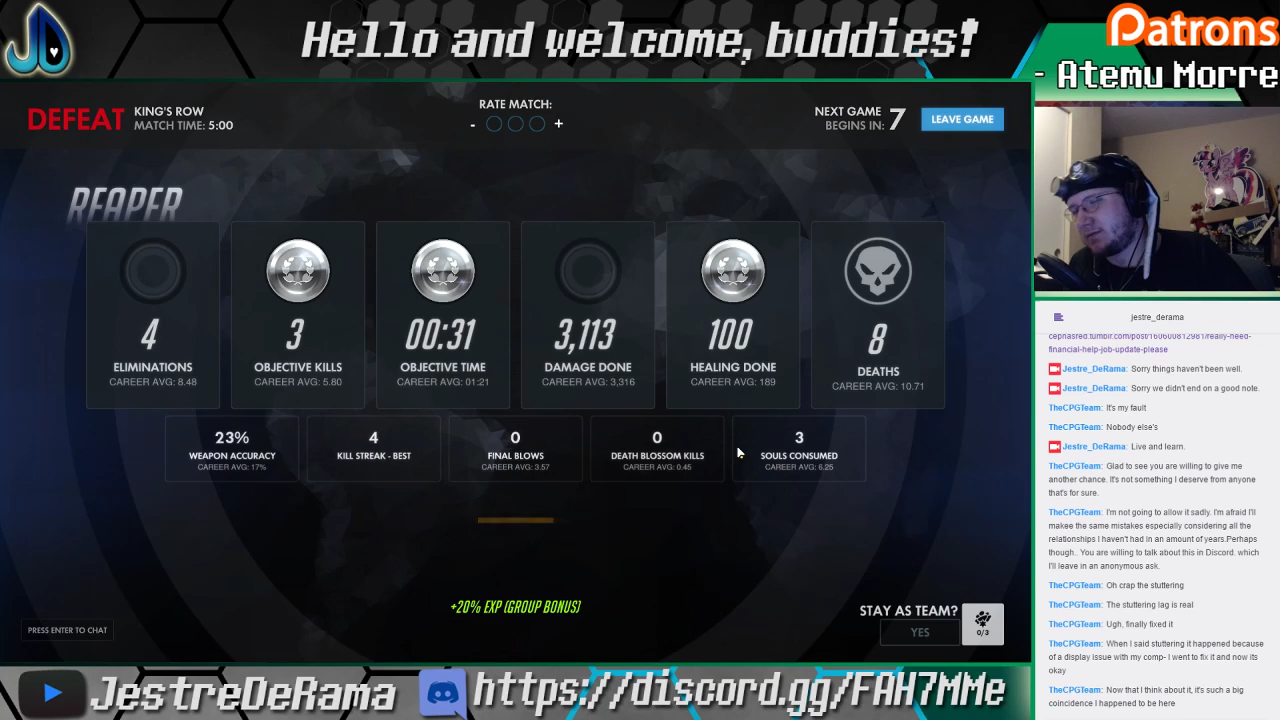 Hello and welcome, buddies!
Patrons
- Atemu Morre
DEFEAT
KING'S ROW
MATCH TIME: 5:00
RATE MATCH:
- +
NEXT GAME
BEGINS IN: 7
LEAVE GAME
REAPER
4
ELIMINATIONS
CAREER AVG: 8.48
3
OBJECTIVE KILLS
CAREER AVG: 5.80
00:31
OBJECTIVE TIME
CAREER AVG: 01:21
3,113
DAMAGE DONE
CAREER AVG: 3,316
100
HEALING DONE
CAREER AVG: 189
8
DEATHS
CAREER AVG: 10.71
23%
WEAPON ACCURACY
CAREER AVG: 17%
4
KILL STREAK - BEST
0
FINAL BLOWS
CAREER AVG: 3.57
0
DEATH BLOSSOM KILLS
CAREER AVG: 0.45
3
SOULS CONSUMED
CAREER AVG: 6.25
+20% EXP (GROUP BONUS)
STAY AS TEAM?
YES
0/3
PRESS ENTER TO CHAT
jestre_derama
cephasred.tumblr.com/post/160600812981/really-need-
financial-help-job-update-please
Jestre_DeRama: Sorry things haven't been well.
Jestre_DeRama: Sorry we didn't end on a good note.
TheCPGTeam: It's my fault
TheCPGTeam: Nobody else's
Jestre_DeRama: Live and learn.
TheCPGTeam: Glad to see you are willing to give me
another chance. It's not something I deserve from anyone
that's for sure.
TheCPGTeam: I'm not going to allow it sadly. I'm afraid I'll
makee the same mistakes especially considering all the
relationships I haven't had in an amount of years.Perhaps
though.. You are willing to talk about this in Discord. which
I'll leave in an anonymous ask.
TheCPGTeam: Oh crap the stuttering
TheCPGTeam: The stuttering lag is real
TheCPGTeam: Ugh, finally fixed it
TheCPGTeam: When I said stuttering it happened because
of a display issue with my comp- I went to fix it and now its
okay
TheCPGTeam: Now that I think about it, it's such a big
coincidence I happened to be here
JestreDeRama
https://discord.gg/FAH7MMe